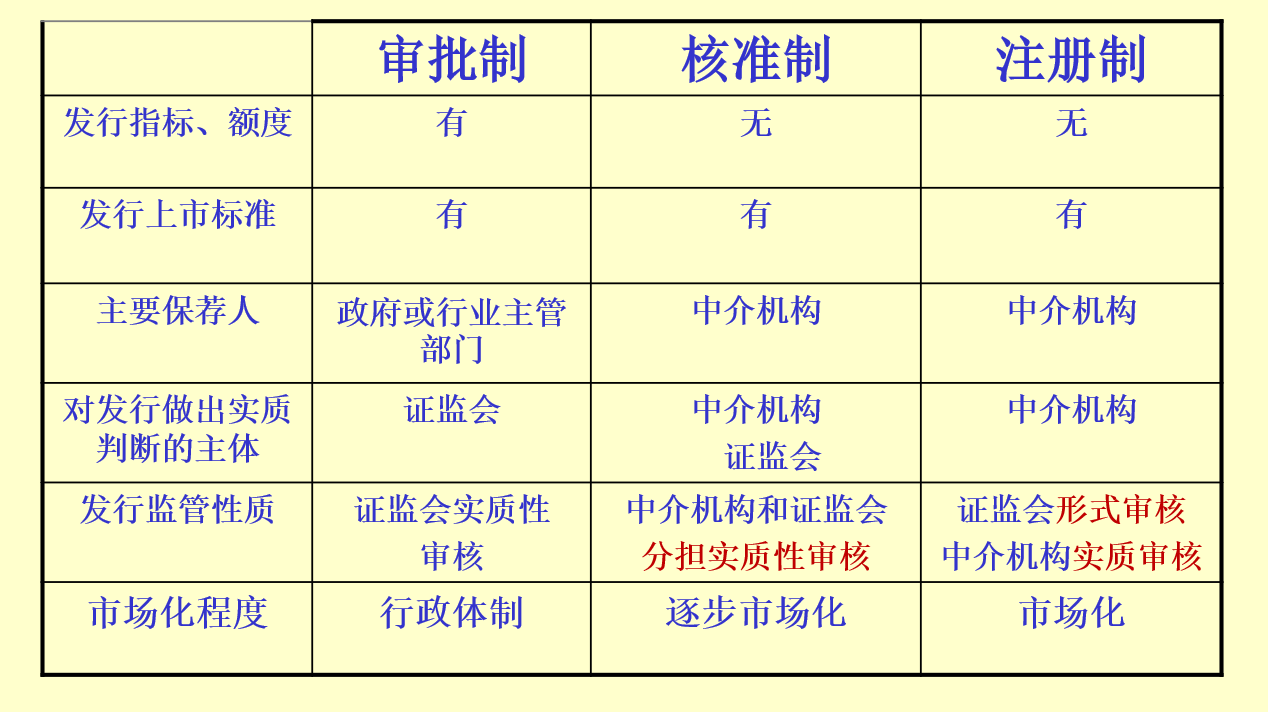 审批制 核准制 注册制
发行指标、额度 有 无 无
发行上市标准 有 有 有
主要保荐人 政府或行业主管 中介机构 中介机构
部门
对发行做出实质 证监会 中介机构 中介机构
判断的主体 证监会
发行监管性质 证监会实质性 中介机构和证监会 证监会形式审核
审核 分担实质性审核 中介机构实质审核
市场化程度 行政体制 逐步市场化 市场化